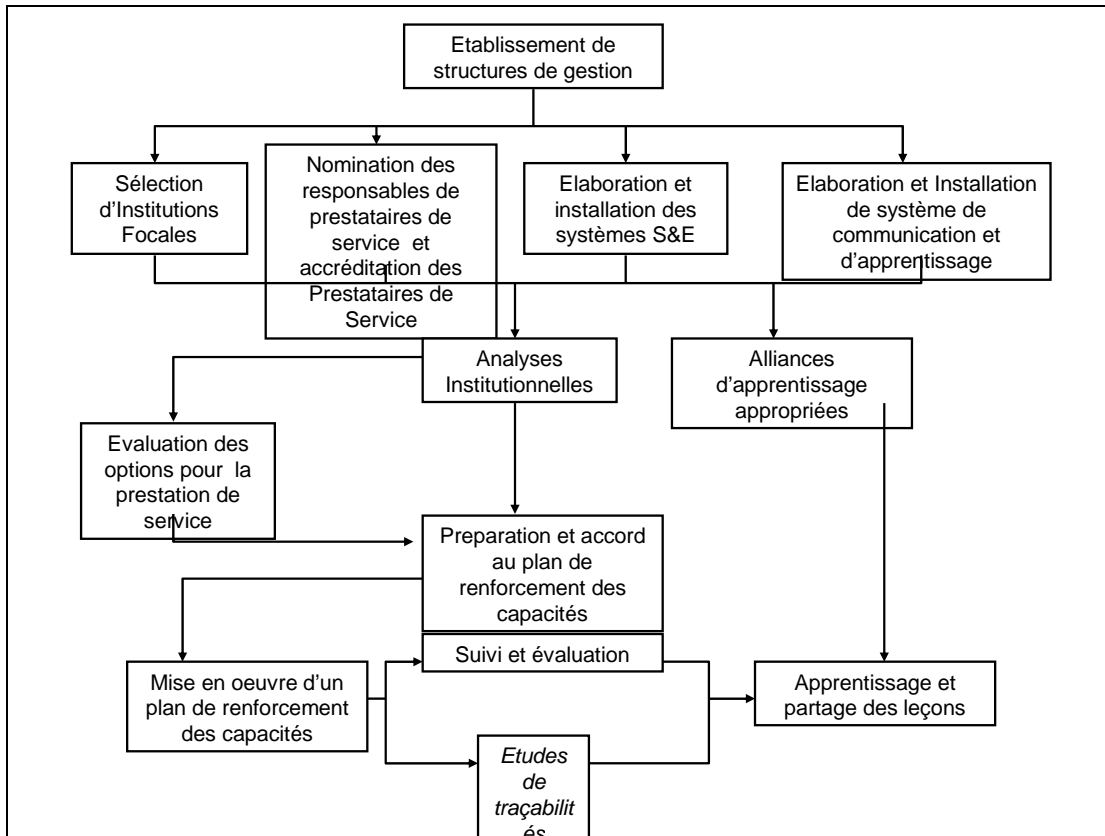 Etablissement de
structures de gestion
Sélection
d’Institutions
Focales
Nomination des
responsables de
prestataires de
service et
accréditation des
Prestataires de
Service
Elaboration et
installation des
systèmes S&E
Elaboration et Installation
de système de
communication et
d’apprentissage
Analyses
Institutionnelles
Alliances
d’apprentissage
appropriées
Evaluation des
options pour la
prestation de
service
Preparation et accord
au plan de
renforcement des
capacités
Suivi et évaluation
Mise en oeuvre d’un
plan de renforcement
des capacités
Apprentissage et
partage des leçons
Etudes
de
traçabilit
és